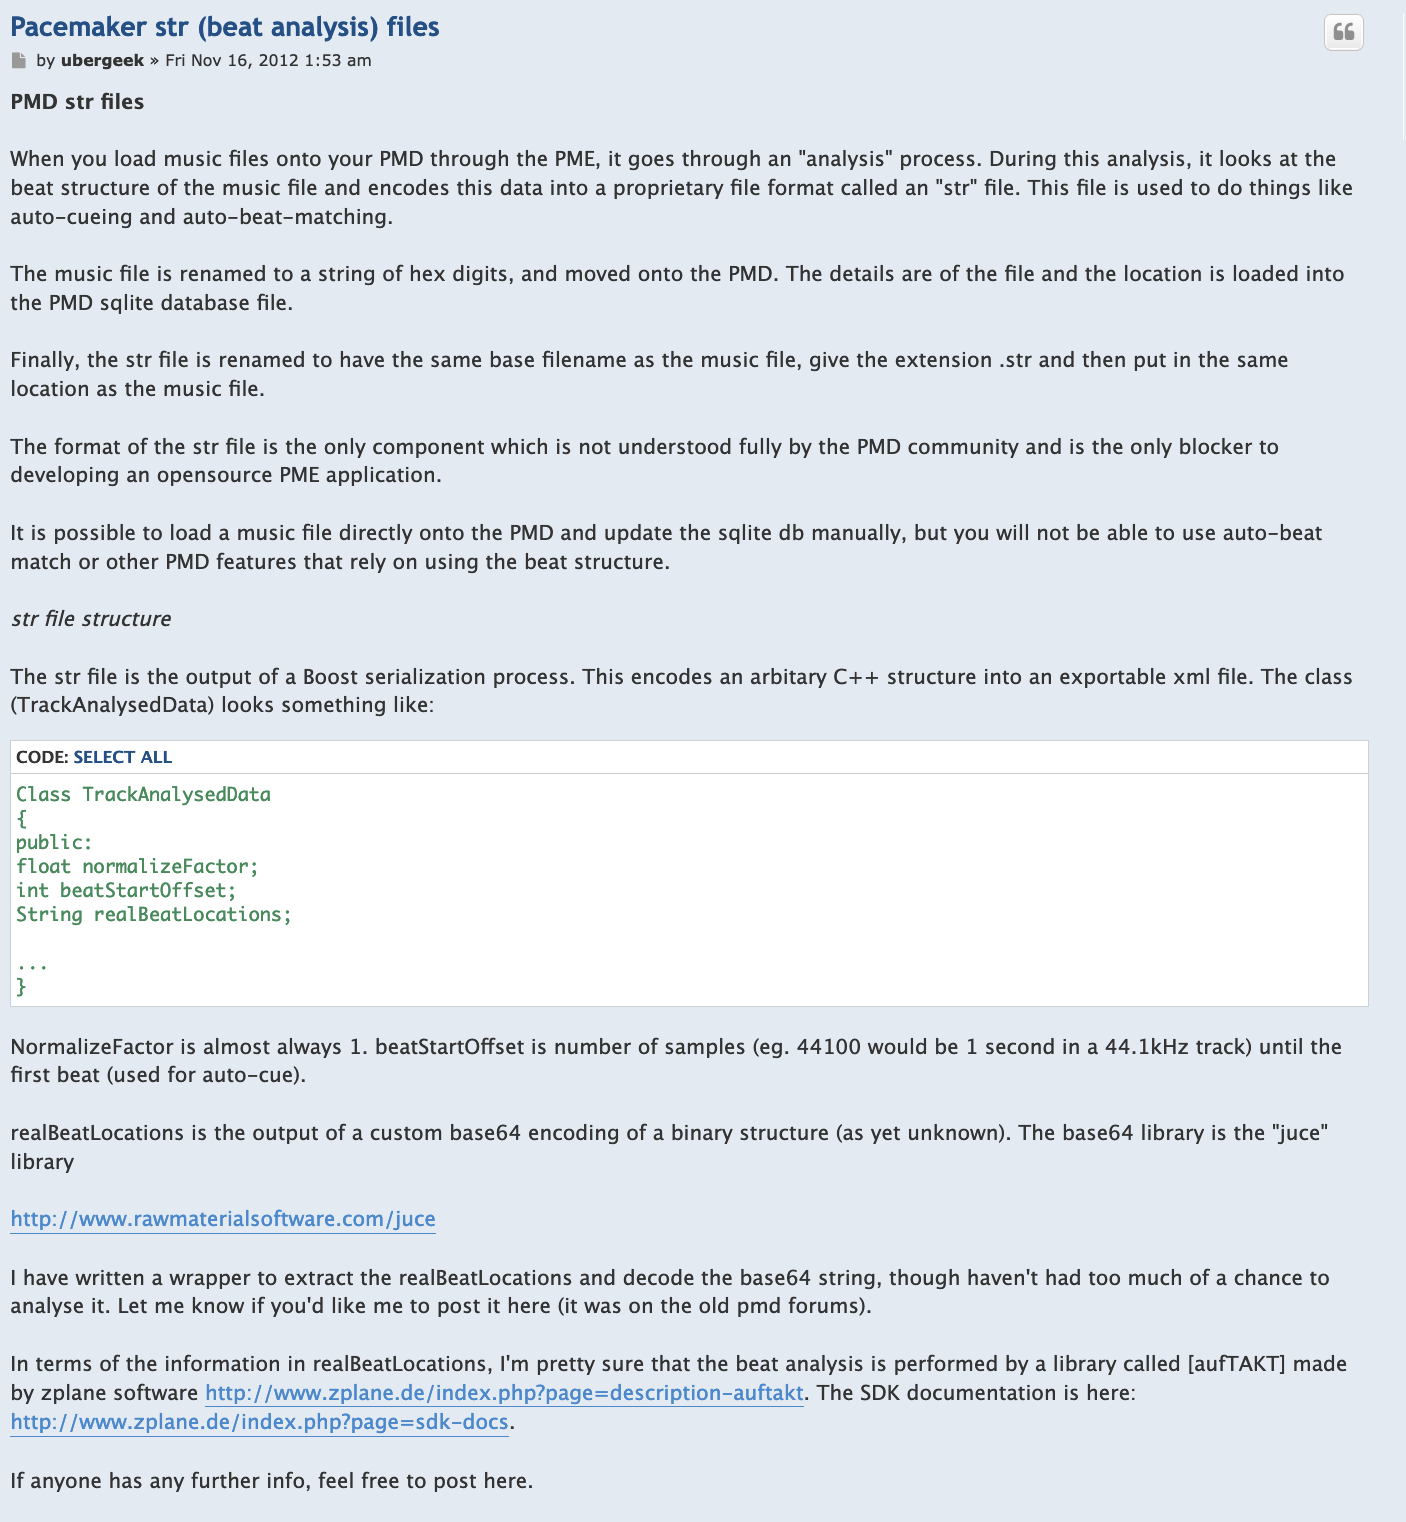 Pacemaker str (beat analysis) files
by ubergeek » Fri Nov 16, 2012 1:53 am
PMD str files
When you load music files onto your PMD through the PME, it goes through an "analysis" process. During this analysis, it looks at the
beat structure of the music file and encodes this data into a proprietary file format called an "str" file. This file is used to do things like
auto-cueing and auto-beat-matching.
The music file is renamed to a string of hex digits, and moved onto the PMD. The details are of the file and the location is loaded into
the PMD sqlite database file.
Finally, the str file is renamed to have the same base filename as the music file, give the extension .str and then put in the same
location as the music file.
The format of the str file is the only component which is not understood fully by the PMD community and is the only blocker to
developing an opensource PME application.
It is possible to load a music file directly onto the PMD and update the sqlite db manually, but you will not be able to use auto-beat
match or other PMD features that rely on using the beat structure.
str file structure
The str file is the output of a Boost serialization process. This encodes an arbitary C++ structure into an exportable xml file. The class
(TrackAnalysedData) looks something like:
CODE: SELECT ALL
Class TrackAnalysedData
{
public:
float normalizeFactor;
int beatStartOffset;
String realBeatLocations;
...
}
NormalizeFactor is almost always 1. beatStartOffset is number of samples (eg. 44100 would be 1 second in a 44.1kHz track) until the
first beat (used for auto-cue).
realBeatLocations is the output of a custom base64 encoding of a binary structure (as yet unknown). The base64 library is the "juce"
library
http://www.rawmaterialsoftware.com/juce
I have written a wrapper to extract the realBeatLocations and decode the base64 string, though haven't had too much of a chance to
analyse it. Let me know if you'd like me to post it here (it was on the old pmd forums).
In terms of the information in realBeatLocations, I'm pretty sure that the beat analysis is performed by a library called [aufTAKT] made
by zplane software http://www.zplane.de/index.php?page=description-auftakt. The SDK documentation is here:
http://www.zplane.de/index.php?page=sdk-docs.
If anyone has any further info, feel free to post here.